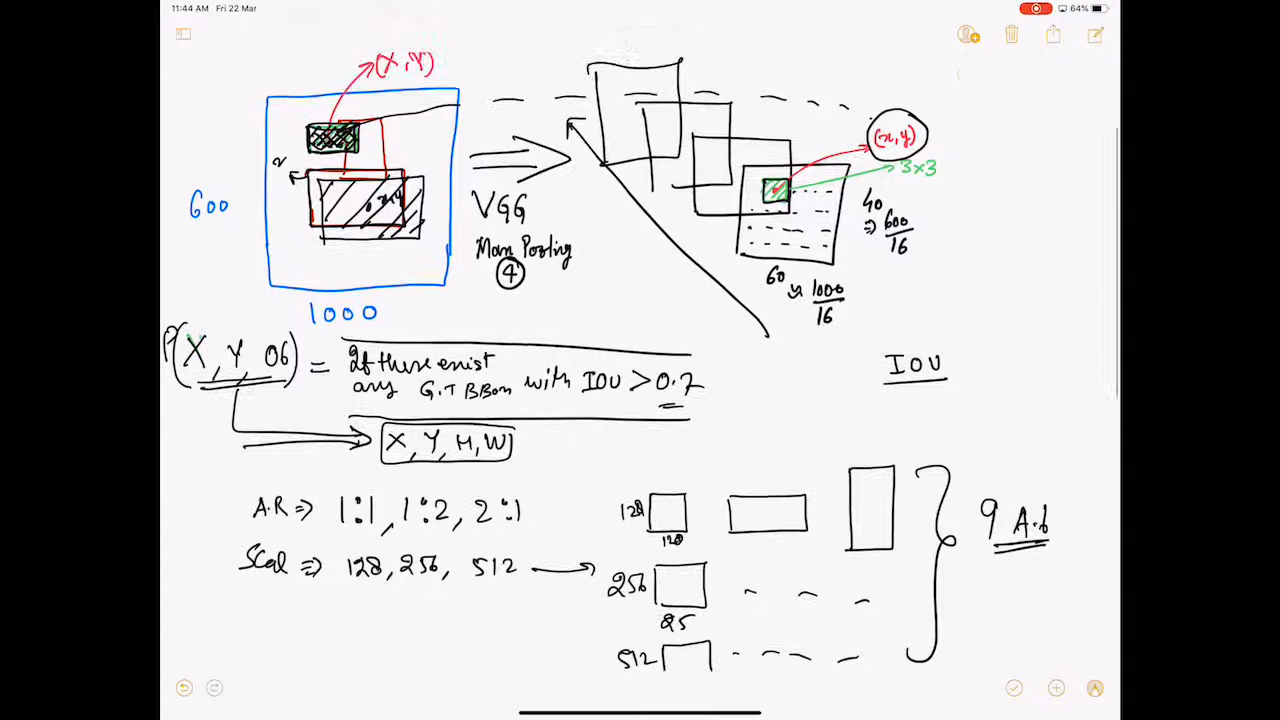 11:44 AM Fri 22 Mar
64%
(X,Y)
(x,y)
3x3
600
VGG
Max Pooling
4
x,y
40
⇒ 600/16
60
1000/16
1000
P(X, Y, Ob) = If there exist
any G.T BBox with IOU > 0.7
IOU
X, Y, H, W
A.R ⇒ 1:1, 1:2, 2:1
128
128
9 A.b
Scal ⇒ 128, 256, 512
256
25
512